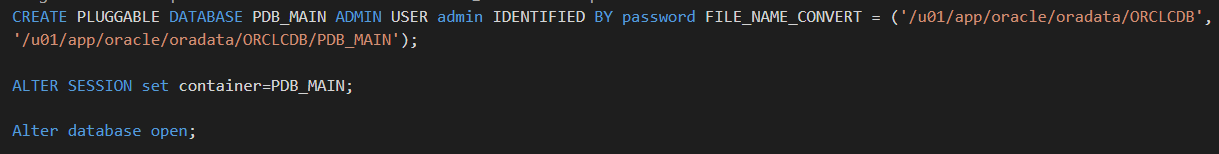 CREATE PLUGGABLE DATABASE PDB_MAIN ADMIN USER admin IDENTIFIED BY password FILE_NAME_CONVERT = ('/u01/app/oracle/oradata/ORCLCDB',
'/u01/app/oracle/oradata/ORCLCDB/PDB_MAIN');
ALTER SESSION set container=PDB_MAIN;
Alter database open;